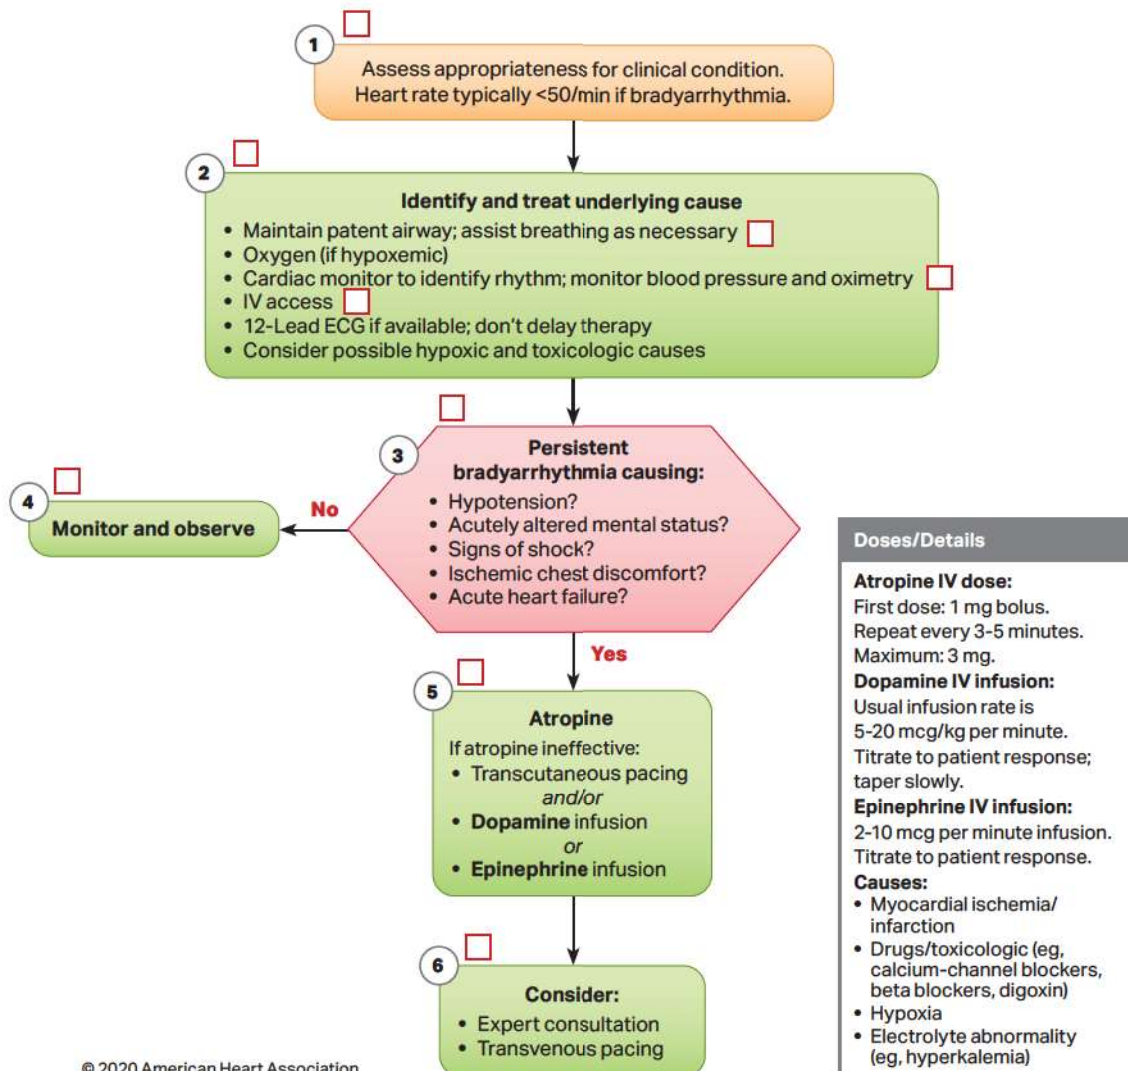 1
Assess appropriateness for clinical condition.
Heart rate typically <50/min if bradyarrhythmia.
2
Identify and treat underlying cause
• Maintain patent airway; assist breathing as necessary
• Oxygen (if hypoxemic)
• Cardiac monitor to identify rhythm; monitor blood pressure and oximetry
• IV access
• 12-Lead ECG if available; don't delay therapy
• Consider possible hypoxic and toxicologic causes
3
Persistent
bradyarrhythmia causing:
• Hypotension?
• Acutely altered mental status?
• Signs of shock?
• Ischemic chest discomfort?
• Acute heart failure?
No
4
Monitor and observe
Yes
5
Atropine
If atropine ineffective:
• Transcutaneous pacing
and/or
• Dopamine infusion
or
• Epinephrine infusion
6
Consider:
• Expert consultation
• Transvenous pacing
Doses/Details
Atropine IV dose:
First dose: 1 mg bolus.
Repeat every 3-5 minutes.
Maximum: 3 mg.
Dopamine IV infusion:
Usual infusion rate is
5-20 mcg/kg per minute.
Titrate to patient response;
taper slowly.
Epinephrine IV infusion:
2-10 mcg per minute infusion.
Titrate to patient response.
Causes:
• Myocardial ischemia/
infarction
• Drugs/toxicologic (eg,
calcium-channel blockers,
beta blockers, digoxin)
• Hypoxia
• Electrolyte abnormality
(eg, hyperkalemia)
© 2020 American Heart Association